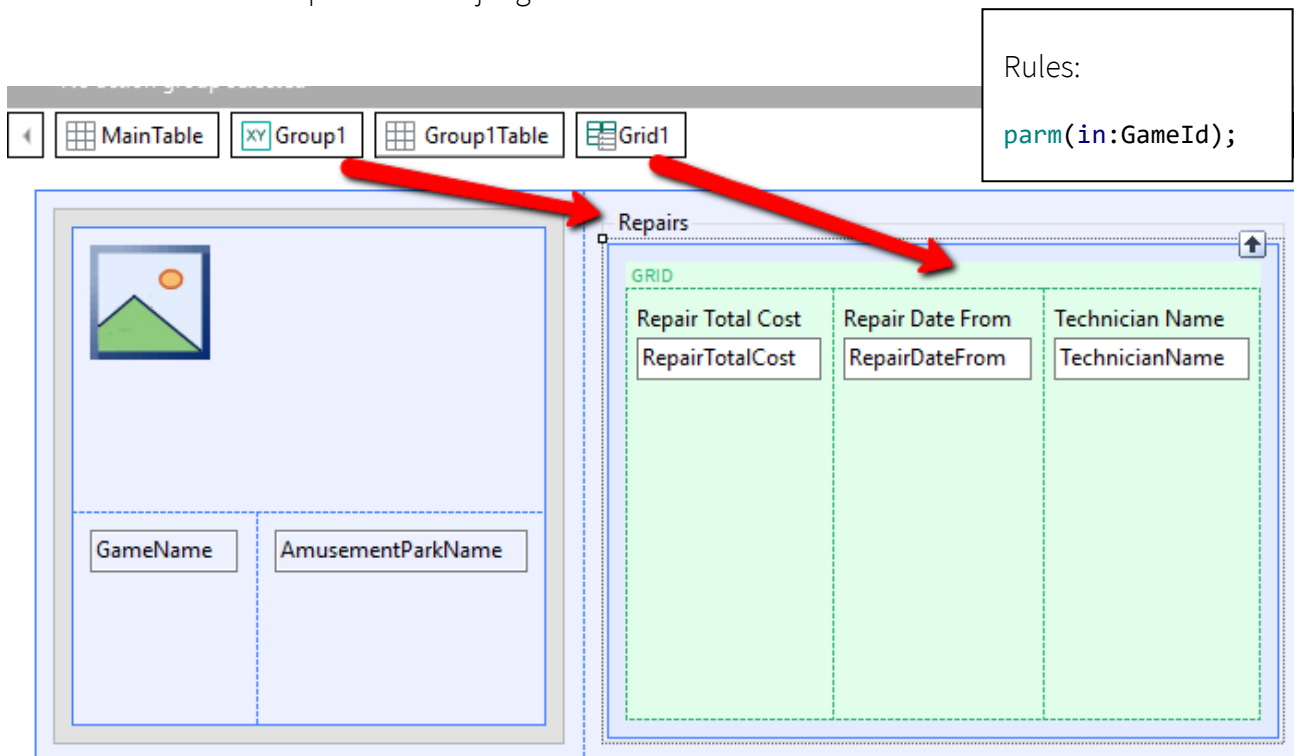 Rules:
parm(in:GameId);
MainTable Group1 Group1Table Grid1
Repairs
GRID
Repair Total Cost Repair Date From Technician Name
RepairTotalCost RepairDateFrom TechnicianName
GameName AmusementParkName